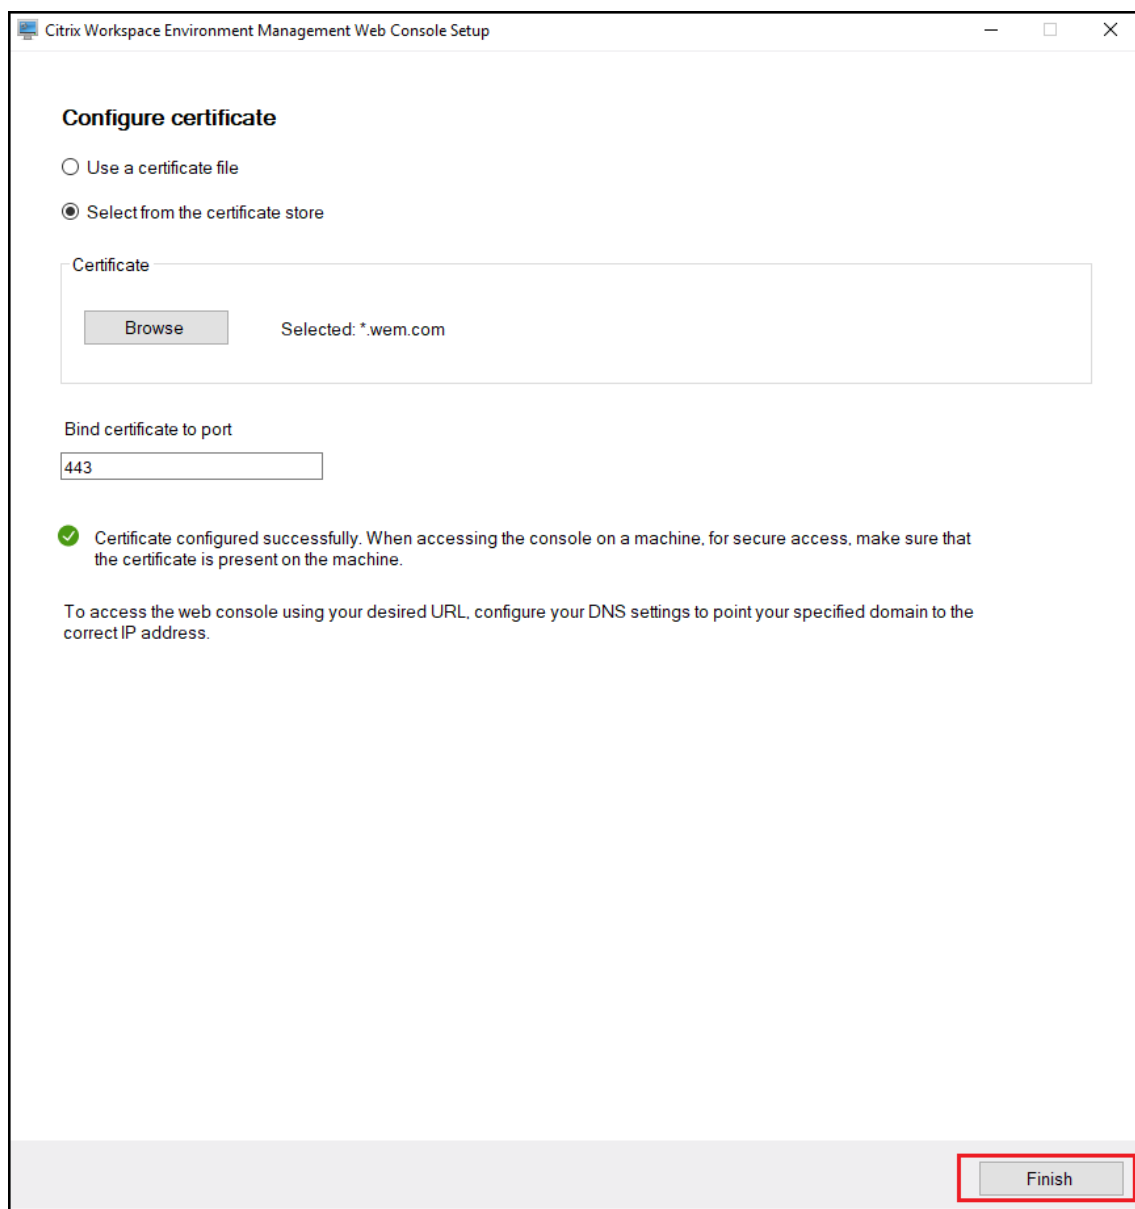 Citrix Workspace Environment Management Web Console Setup
Configure certificate
Use a certificate file
Select from the certificate store
Certificate
Browse
Selected: *.wem.com
Bind certificate to port
443
Certificate configured successfully. When accessing the console on a machine, for secure access, make sure that
the certificate is present on the machine.
To access the web console using your desired URL, configure your DNS settings to point your specified domain to the
correct IP address.
Finish